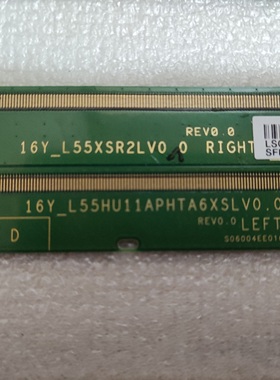 REV0.0
16Y_L55XSR2LV0.0 RIGHT
16Y_L55HU11APHTA6XSLV0.0
REV0.0
LEFT
D